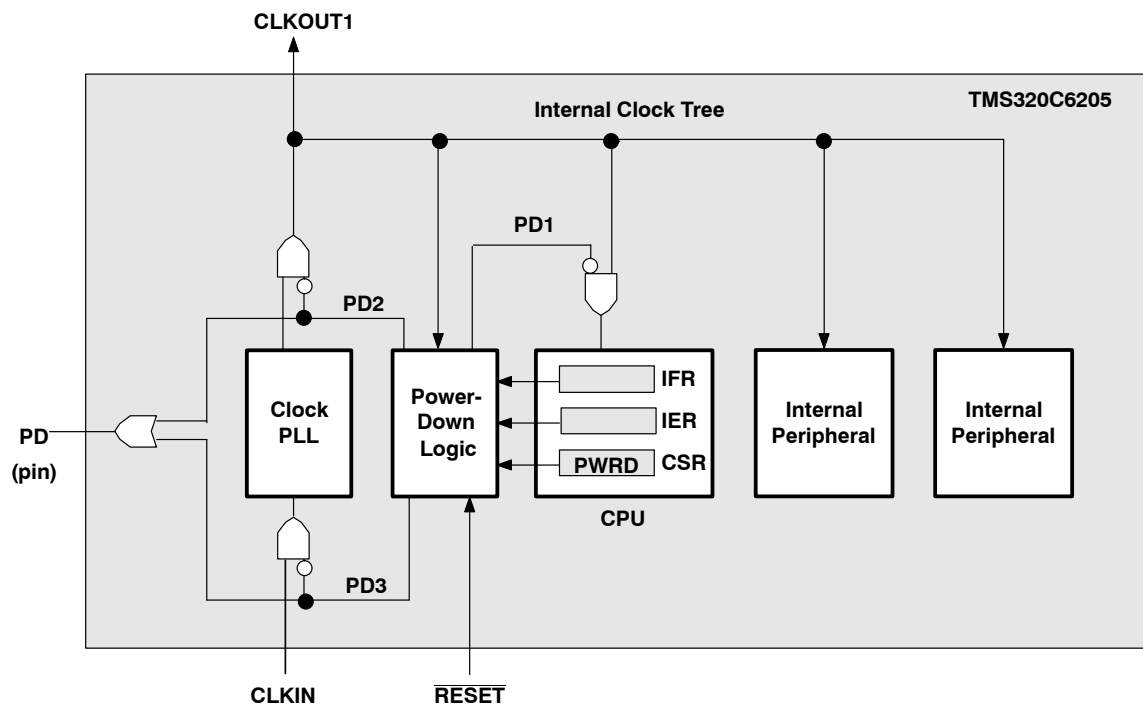 CLKOUT1
TMS320C6205
Internal Clock Tree
PD1
PD2
Clock
PLL
Power-
Down
Logic
IFR
IER
PWRD
CSR
CPU
Internal
Peripheral
Internal
Peripheral
PD
(pin)
PD3
CLKIN
RESET